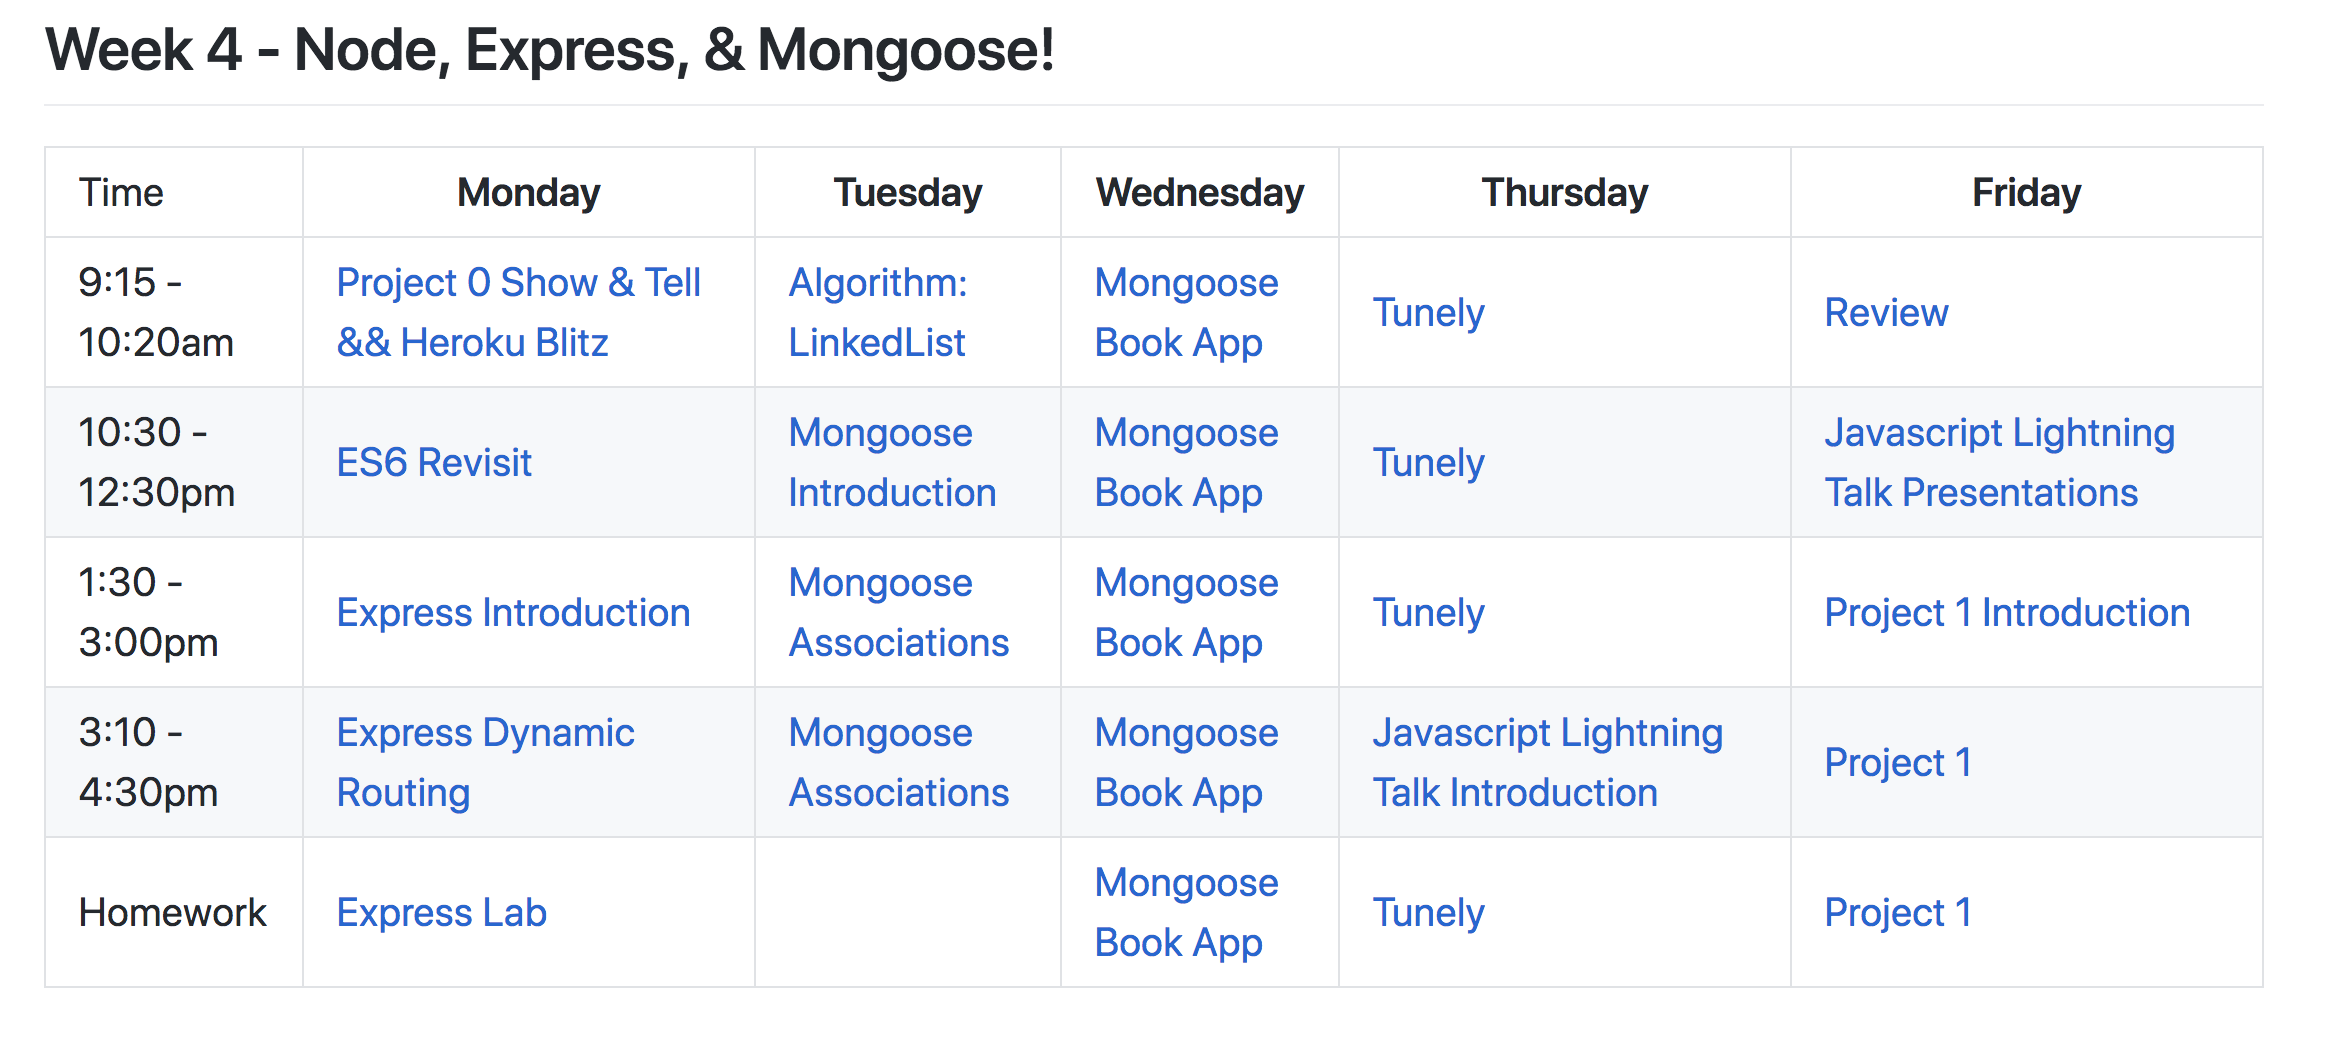 Week 4 - Node, Express, & Mongoose!
Time Monday Tuesday Wednesday Thursday Friday
9:15 - 10:20am Project 0 Show & Tell && Heroku Blitz Algorithm: LinkedList Mongoose Book App Tunely Review
10:30 - 12:30pm ES6 Revisit Mongoose Introduction Mongoose Book App Tunely Javascript Lightning Talk Presentations
1:30 - 3:00pm Express Introduction Mongoose Associations Mongoose Book App Tunely Project 1 Introduction
3:10 - 4:30pm Express Dynamic Routing Mongoose Associations Mongoose Book App Javascript Lightning Talk Introduction Project 1
Homework Express Lab Mongoose Book App Tunely Project 1